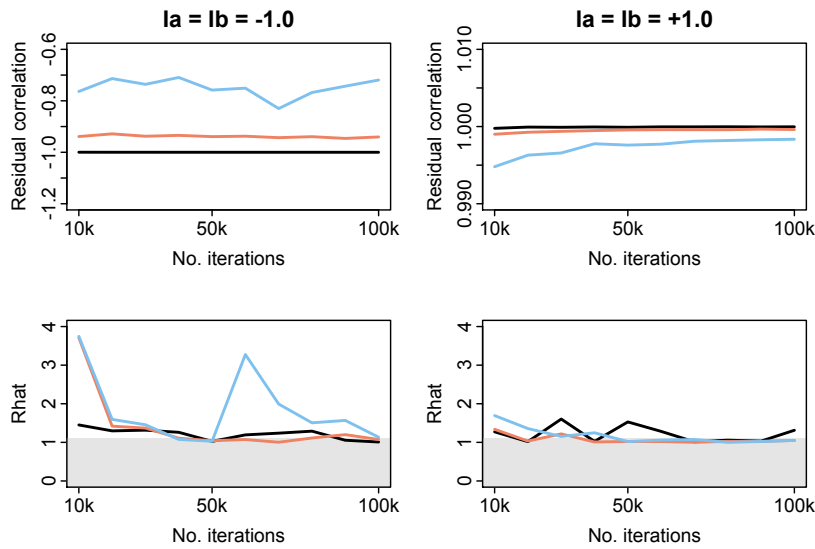 Ia = Ib = -1.0
Ia = Ib = +1.0
Residual correlation
-0.6
-0.8
-1.0
-1.2
10k
50k
100k
No. iterations
Residual correlation
1.010
1.000
0.990
10k
50k
100k
No. iterations
Rhat
4
3
2
1
0
10k
50k
100k
No. iterations
Rhat
4
3
2
1
0
10k
50k
100k
No. iterations